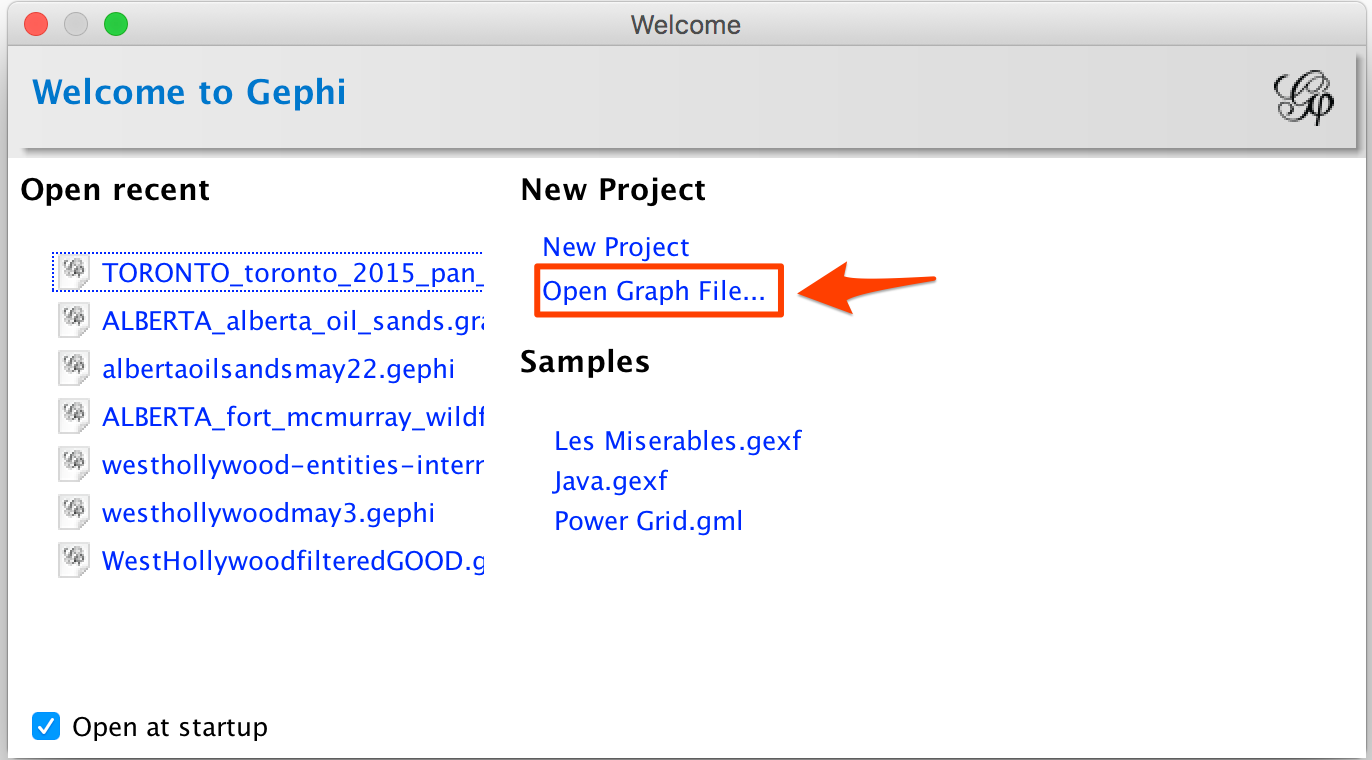 Welcome
Welcome to Gephi
Open recent
TORONTO_toronto_2015_pan_
ALBERTA_alberta_oil_sands.gra
albertaoilsandsmay22.gephi
ALBERTA_fort_mcmurray_wildf
westhollywood-entities-interr
westhollywoodmay3.gephi
WestHollywoodfilteredGOOD.g
New Project
New Project
Open Graph File...
Samples
Les Miserables.gexf
Java.gexf
Power Grid.gml
Open at startup